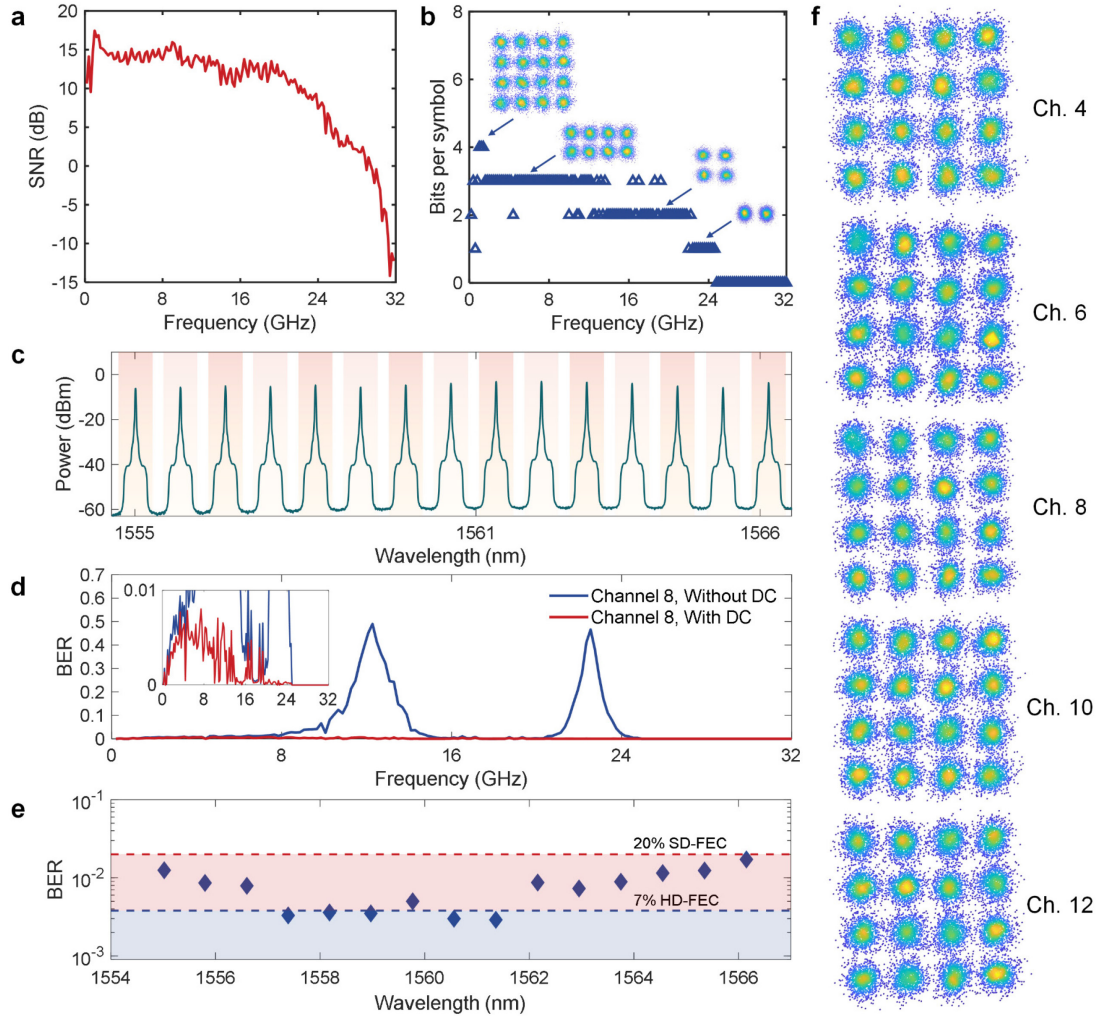 a
20
15
10
5
0
-5
-10
-15
SNR (dB)
0 8 16 24 32
Frequency (GHz)
b
8
6
4
2
0
Bits per symbol
0 8 16 24 32
Frequency (GHz)
c
0
-20
-40
-60
Power (dBm)
1555 1561 1566
Wavelength (nm)
d
0.7
0.6
0.5
0.4
0.3
0.2
0.1
0
BER
0.01
0
0 8 16 24 32
Channel 8, Without DC
Channel 8, With DC
8 16 24 32
Frequency (GHz)
e
10-1
10-2
10-3
BER
20% SD-FEC
7% HD-FEC
1554 1556 1558 1560 1562 1564 1566
Wavelength (nm)
f
Ch. 4
Ch. 6
Ch. 8
Ch. 10
Ch. 12